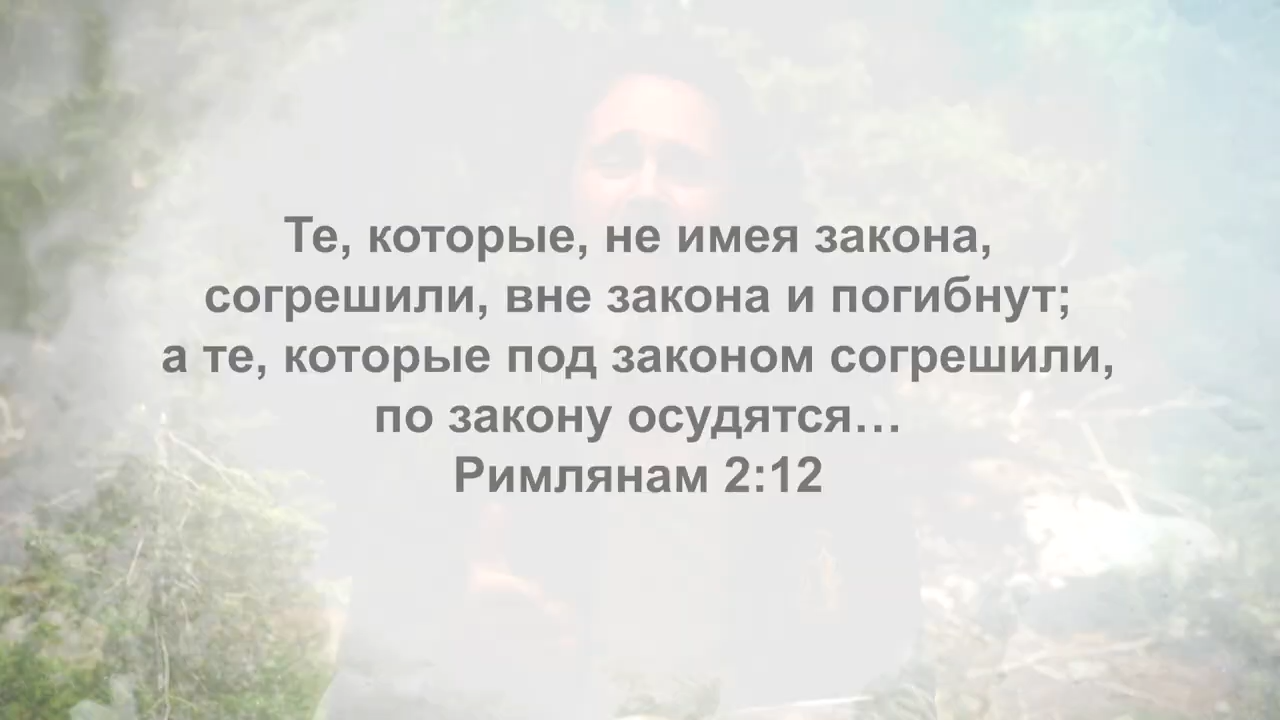 Те, которые, не имея закона,
согрешили, вне закона и погибнут;
а те, которые под законом согрешили,
по закону осудятся…
Римлянам 2:12